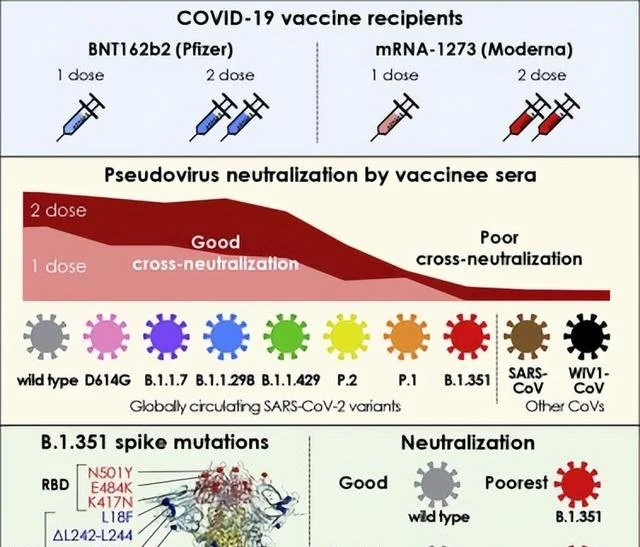 COVID-19 vaccine recipients
BNT162b2 (Pfizer)
mRNA-1273 (Moderna)
1 dose
2 dose
1 dose
2 dose
Pseudovirus neutralization by vaccinee sera
2 dose
1 dose
Good
cross-neutralization
Poor
cross-neutralization
wild type
D614G
B.1.1.7
B.1.1.298
B.1.1.429
P.2
P.1
B.1.351
SARS-
CoV
WIV1-
CoV
Globally circulating SARS-CoV-2 variants
Other CoVs
B.1.351 spike mutations
RBD
N501Y
E484K
K417N
L18F
ΔL242-L244
Neutralization
Good
wild type
Poorest
B.1.351